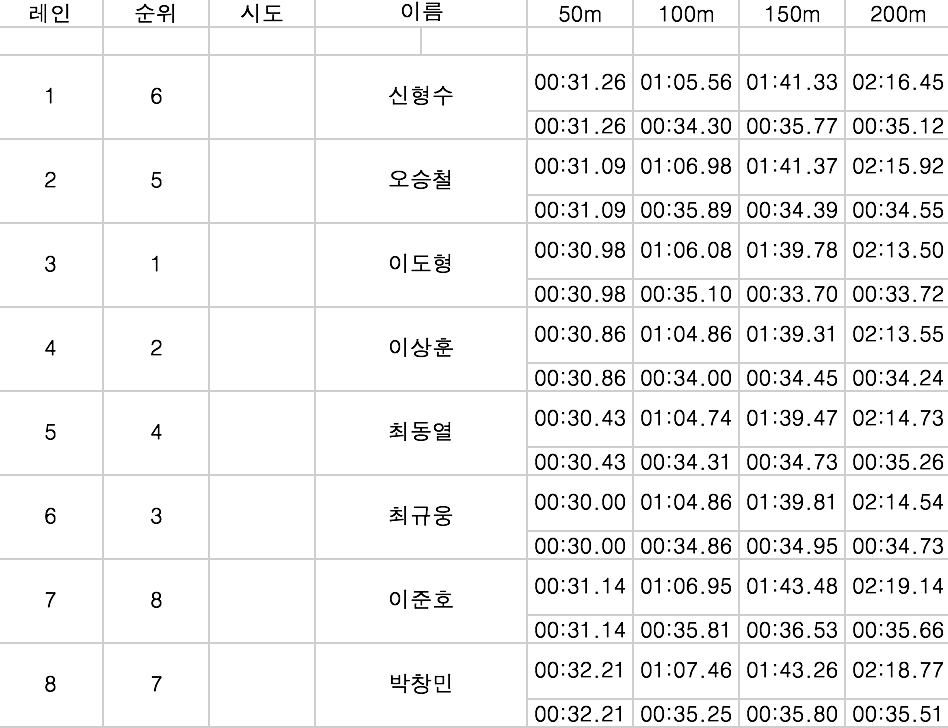 레인 순위 시도 이름 50m 100m 150m 200m
1 6 신형수 00:31.26 01:05.56 01:41.33 02:16.45
00:31.26 00:34.30 00:35.77 00:35.12
2 5 오승철 00:31.09 01:06.98 01:41.37 02:15.92
00:31.09 00:35.89 00:34.39 00:34.55
3 1 이도형 00:30.98 01:06.08 01:39.78 02:13.50
00:30.98 00:35.10 00:33.70 00:33.72
4 2 이상훈 00:30.86 01:04.86 01:39.31 02:13.55
00:30.86 00:34.00 00:34.45 00:34.24
5 4 최동열 00:30.43 01:04.74 01:39.47 02:14.73
00:30.43 00:34.31 00:34.73 00:35.26
6 3 최규웅 00:30.00 01:04.86 01:39.81 02:14.54
00:30.00 00:34.86 00:34.95 00:34.73
7 8 이준호 00:31.14 01:06.95 01:43.48 02:19.14
00:31.14 00:35.81 00:36.53 00:35.66
8 7 박창민 00:32.21 01:07.46 01:43.26 02:18.77
00:32.21 00:35.25 00:35.80 00:35.51